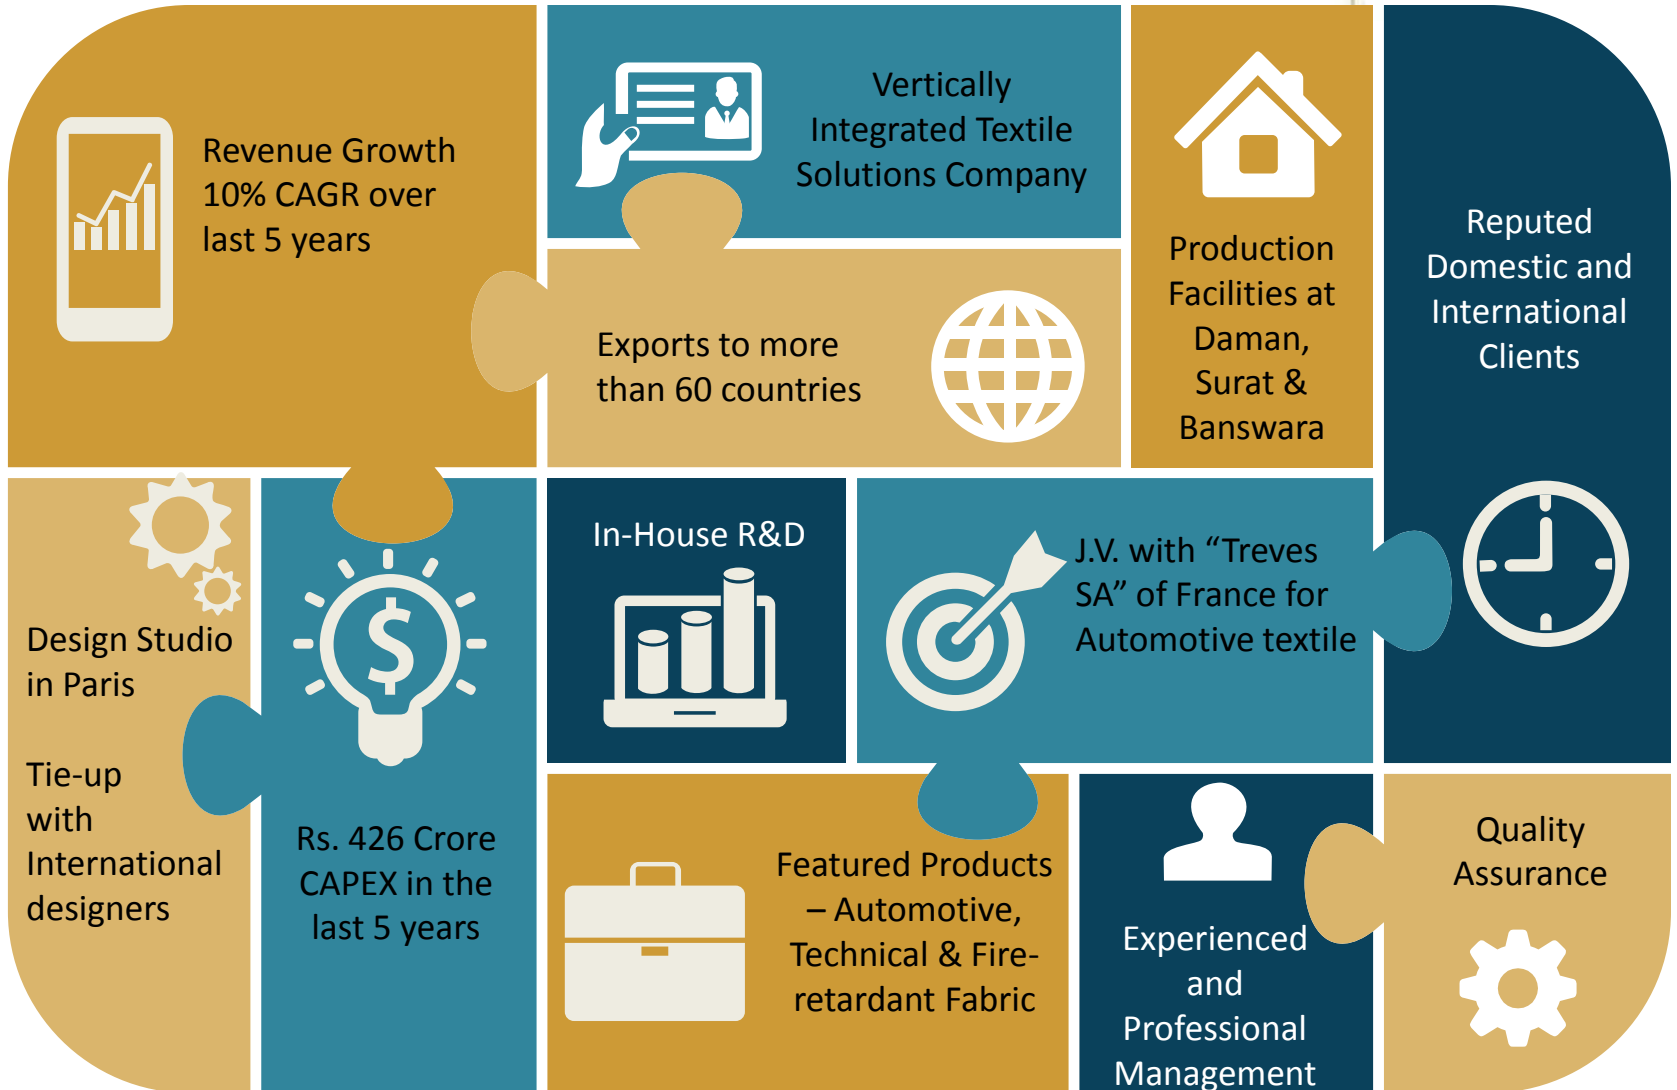 Revenue Growth
10% CAGR over
last 5 years
Vertically
Integrated Textile
Solutions Company
Exports to more
than 60 countries
Production
Facilities at
Daman,
Surat &
Banswara
Reputed
Domestic and
International
Clients
Design Studio
in Paris
Tie-up
with
International
designers
$
Rs. 426 Crore
CAPEX in the
last 5 years
In-House R&D
J.V. with “Treves
SA” of France for
Automotive textile
Featured Products
– Automotive,
Technical & Fire-
retardant Fabric
Experienced
and
Professional
Management
Quality
Assurance